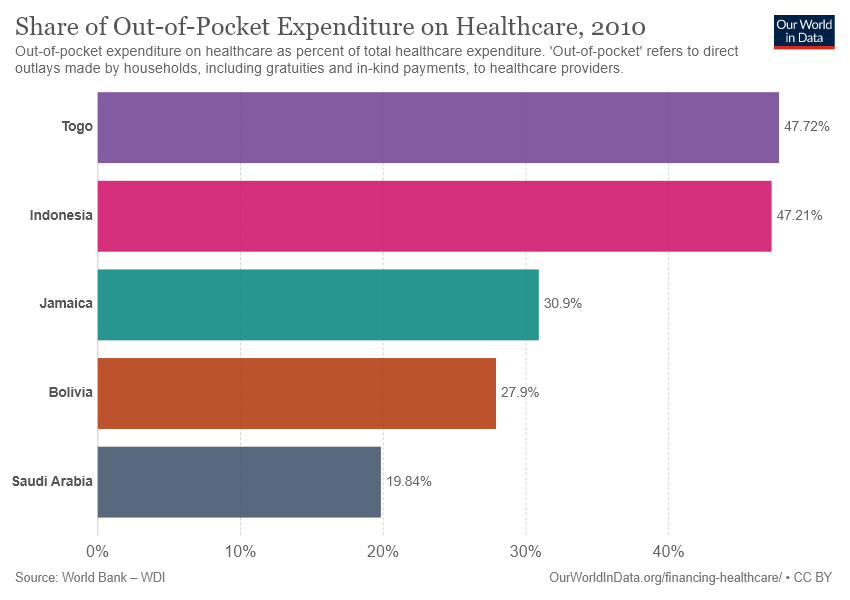 Share of Out-of-Pocket Expenditure on Healthcare, 2010
Our World
in Data
Out-of-pocket expenditure on healthcare as percent of total healthcare expenditure. 'Out-of-pocket' refers to direct
outlays made by households, including gratuities and in-kind payments, to healthcare providers.
Togo
47.72%
Indonesia
47.21%
Jamaica
30.9%
Bolivia
27.9%
Saudi Arabia
19.84%
0%
10%
20%
30%
40%
Source: World Bank – WDI
OurWorldInData.org/financing-healthcare/ • CC BY